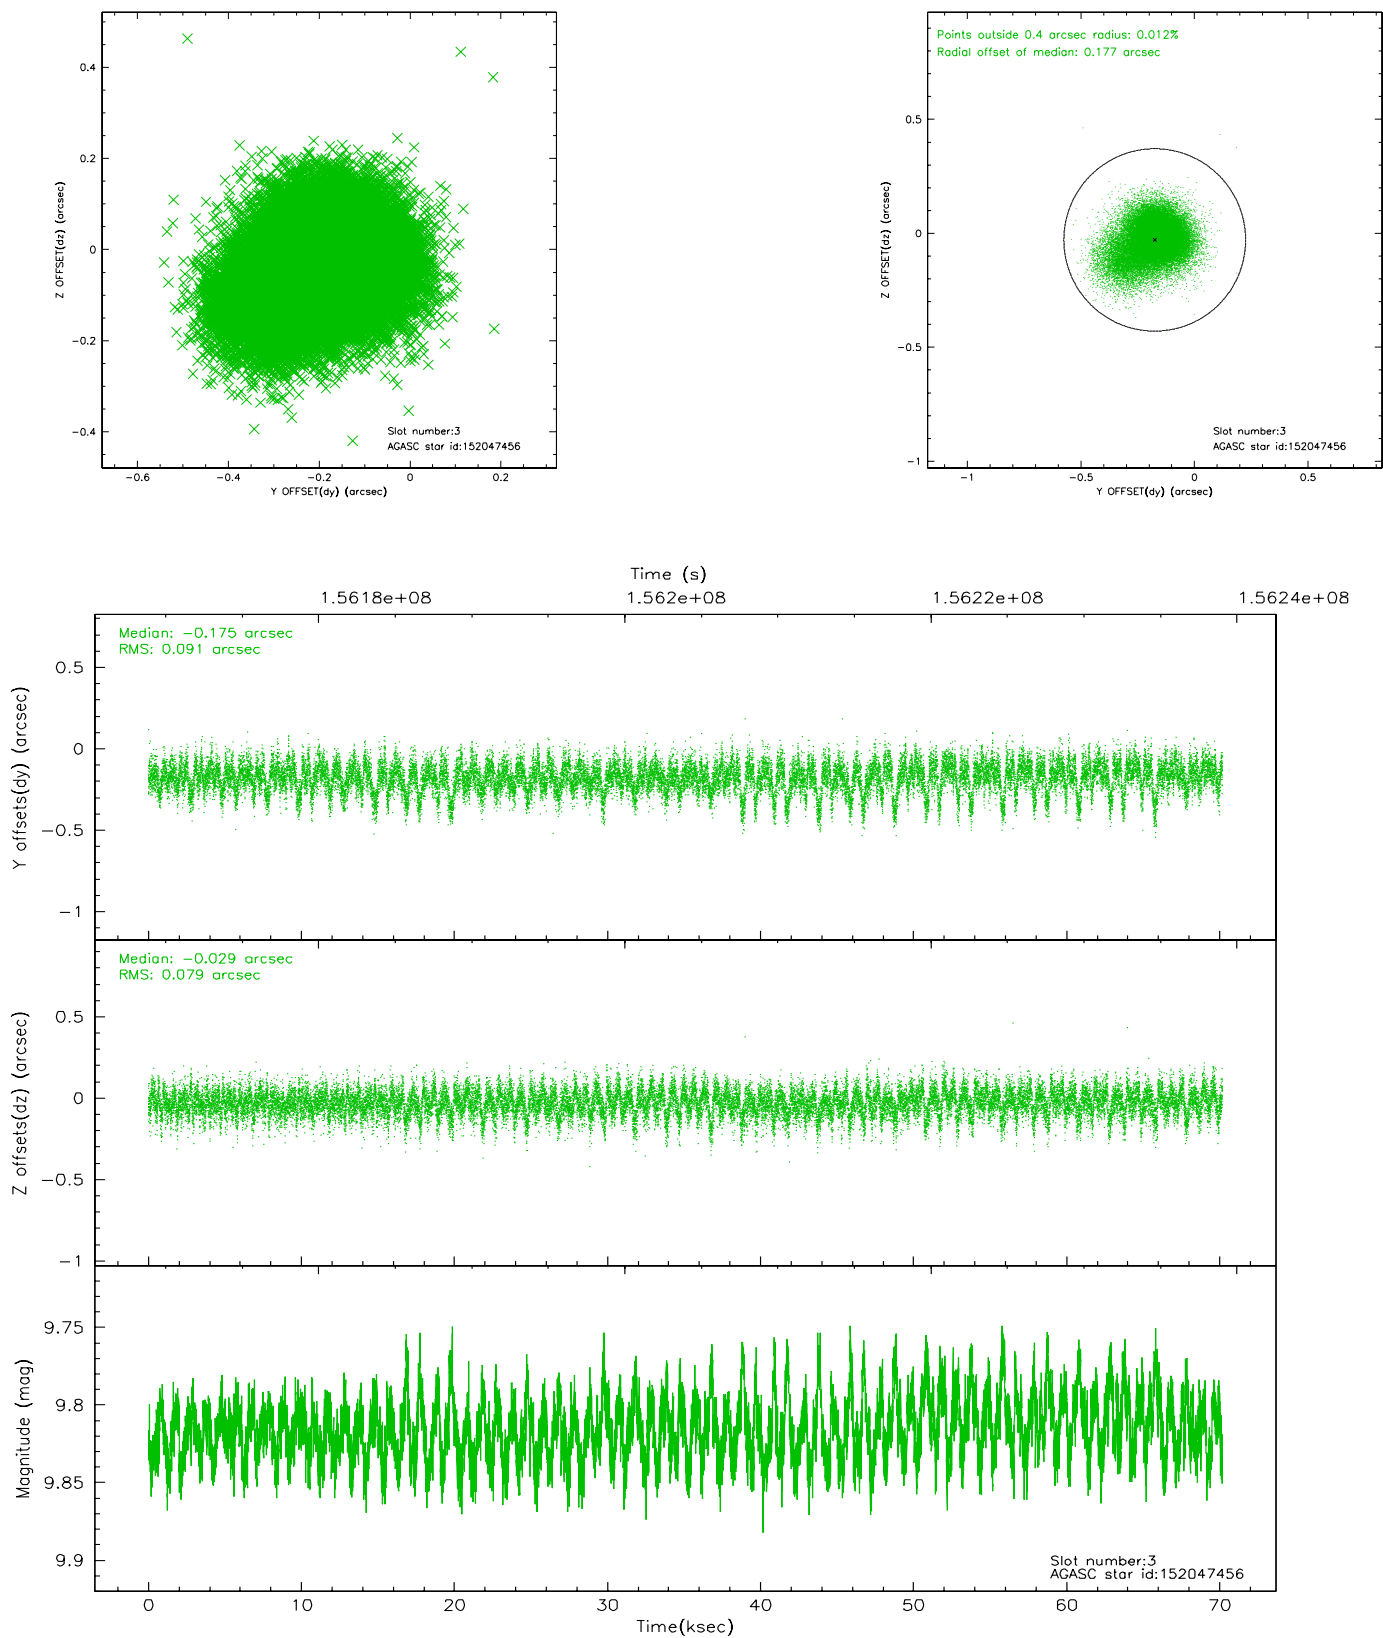 0.4
0.2
0
−0.2
−0.4
Z OFFSET(dz) (arcsec)
Slot number:3
AGASC star id:152047456
−0.6
−0.4
−0.2
0
0.2
Y OFFSET(dy) (arcsec)
Points outside 0.4 arcsec radius: 0.012%
Radial offset of median: 0.177 arcsec
0.5
0
−0.5
−1
Z OFFSET(dz) (arcsec)
Slot number:3
AGASC star id:152047456
−1
−0.5
0
0.5
Y OFFSET(dy) (arcsec)
Time (s)
1.5618e+08
1.562e+08
1.5622e+08
1.5624e+08
Median: −0.175 arcsec
RMS: 0.091 arcsec
0.5
0
−0.5
−1
Y offsets(dy) (arcsec)
Median: −0.029 arcsec
RMS: 0.079 arcsec
0.5
0
−0.5
−1
Z offsets(dz) (arcsec)
9.75
9.8
9.85
9.9
Magnitude (mag)
Slot number:3
AGASC star id:152047456
0
10
20
30
40
50
60
70
Time(ksec)